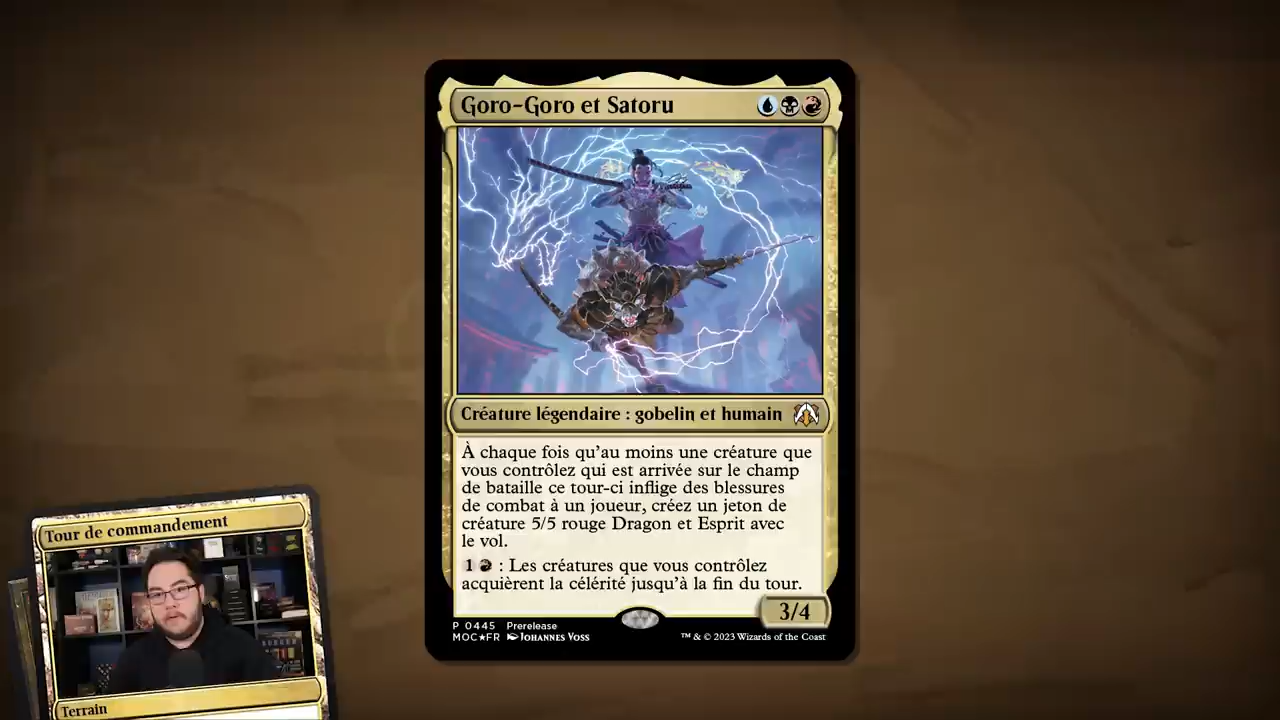 Goro-Goro et Satoru
Créature légendaire : gobelin et humain
À chaque fois qu'au moins une créature que
vous contrôlez qui est arrivée sur le champ
de bataille ce tour-ci inflige des blessures
de combat à un joueur, créez un jeton de
créature 5/5 rouge Dragon et Esprit avec
le vol.
1 : Les créatures que vous contrôlez
acquièrent la célérité jusqu'à la fin du tour.
3/4
P 0445 Prerelease
MOC★FR Johannes Voss
™ & © 2023 Wizards of the Coast
Tour de commandement
Terrain